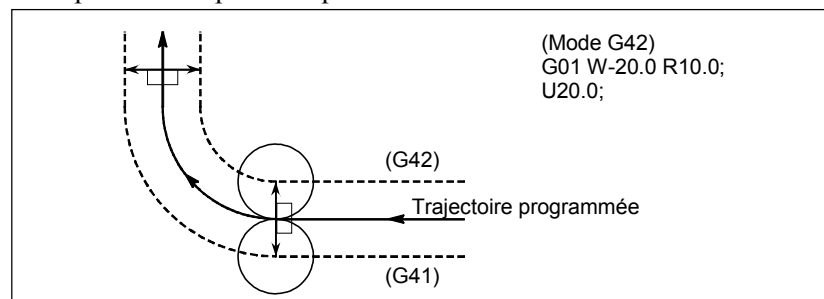 (Mode G42)
G01 W-20.0 R10.0;
U20.0;
(G42)
Trajectoire programmée
(G41)